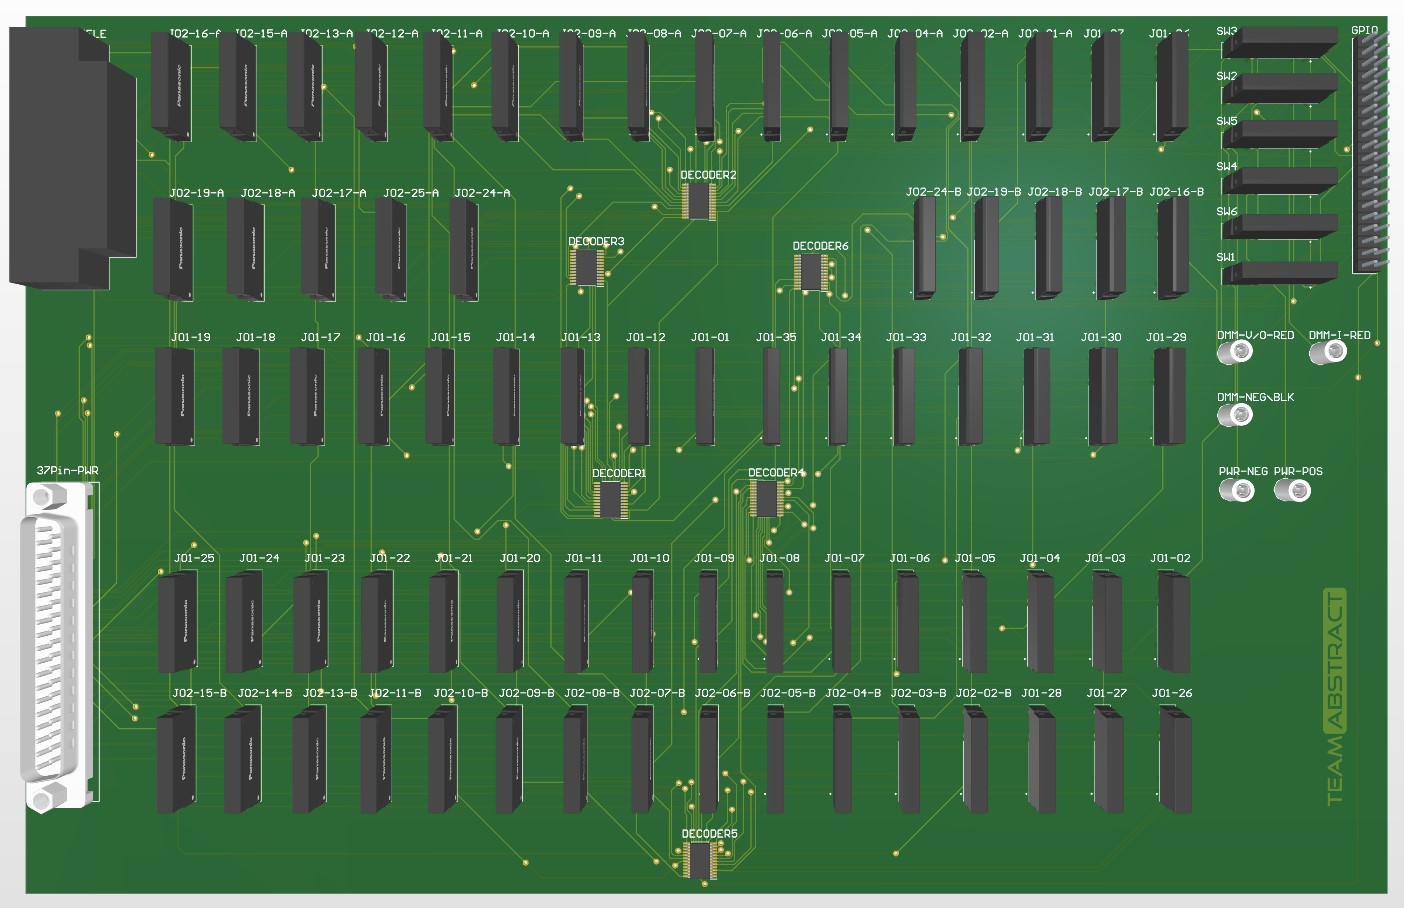 J02-16-A J02-15-A J02-13-A J02-12-A J02-11-A J02-10-A J02-09-A J02-08-A J02-07-A J02-06-A J02-05-A J02-04-A J02-02-A J02-01-A J01-37 J01-36 SW3 GPIO
SW2
SW5
DECODER2
SW4
J02-19-A J02-18-A J02-17-A J02-25-A J02-24-A J02-24-B J02-19-B J02-18-B J02-17-B J02-16-B
SW6
DECODER3 DECODER6
SW1
J01-19 J01-18 J01-17 J01-16 J01-15 J01-14 J01-13 J01-12 J01-01 J01-35 J01-34 J01-33 J01-32 J01-31 J01-30 J01-29 DMM-V/O-RED DMM-I-RED
Panasonic
DMM-NEG\BLK
37Pin-PWR DECODER1 DECODER4 PWR-NEG PWR-POS
J01-25 J01-24 J01-23 J01-22 J01-21 J01-20 J01-11 J01-10 J01-09 J01-08 J01-07 J01-06 J01-05 J01-04 J01-03 J01-02
Panasonic
J02-15-B J02-14-B J02-13-B J02-11-B J02-10-B J02-09-B J02-08-B J02-07-B J02-06-B J02-05-B J02-04-B J02-03-B J02-02-B J01-28 J01-27 J01-26
Panasonic
DECODER5
TEAM ABSTRACT